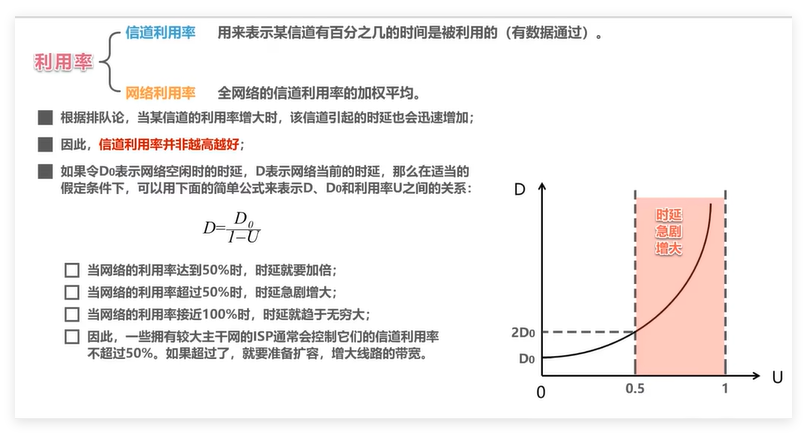 利用率
信道利用率 用来表示某信道有百分之几的时间是被利用的（有数据通过）。
网络利用率 全网络的信道利用率的加权平均。
根据排队论，当某信道的利用率增大时，该信道引起的时延也会迅速增加；
因此，信道利用率并非越高越好；
如果令D₀表示网络空闲时的时延，D表示网络当前的时延，那么在适当的
假定条件下，可以用下面的简单公式来表示D、D₀和利用率U之间的关系：
D=D₀/(1−U)
当网络的利用率达到50%时，时延就要加倍；
当网络的利用率超过50%时，时延急剧增大；
当网络的利用率接近100%时，时延就趋于无穷大；
因此，一些拥有较大主干网的ISP通常会控制它们的信道利用率
不超过50%。如果超过了，就要准备扩容，增大线路的带宽。
D
时延
急剧
增大
2D₀
D₀
0
0.5
1
U